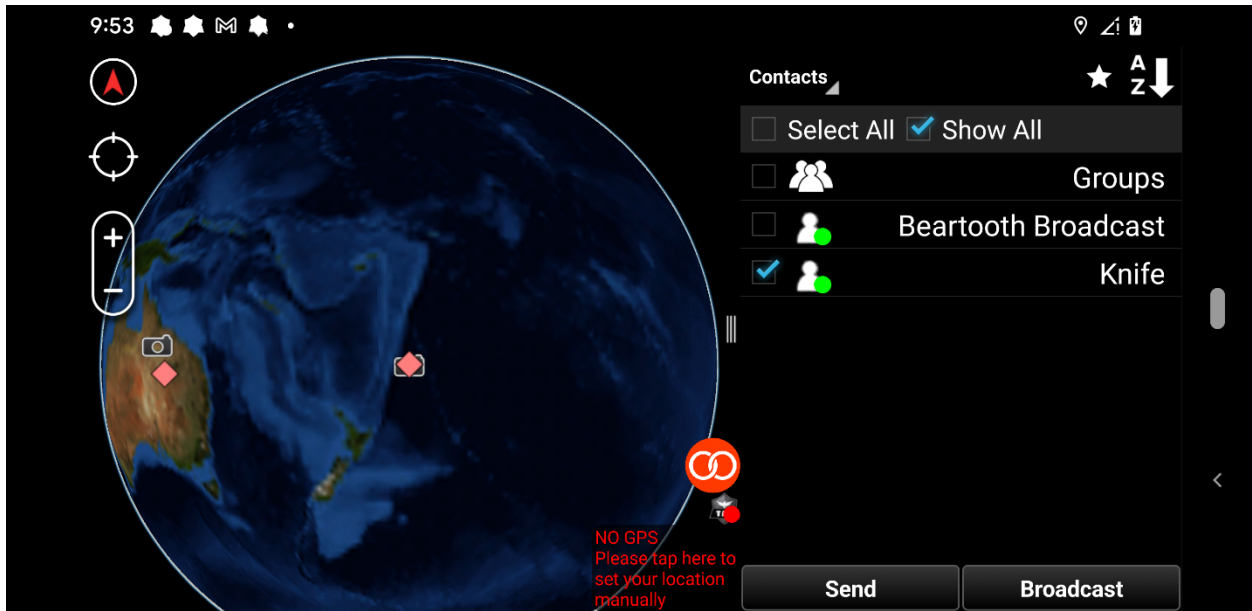 9:53
Contacts
A
Z
Select All
Show All
Groups
Beartooth Broadcast
Knife
NO GPS
Please tap here to
set your location
manually
Send
Broadcast